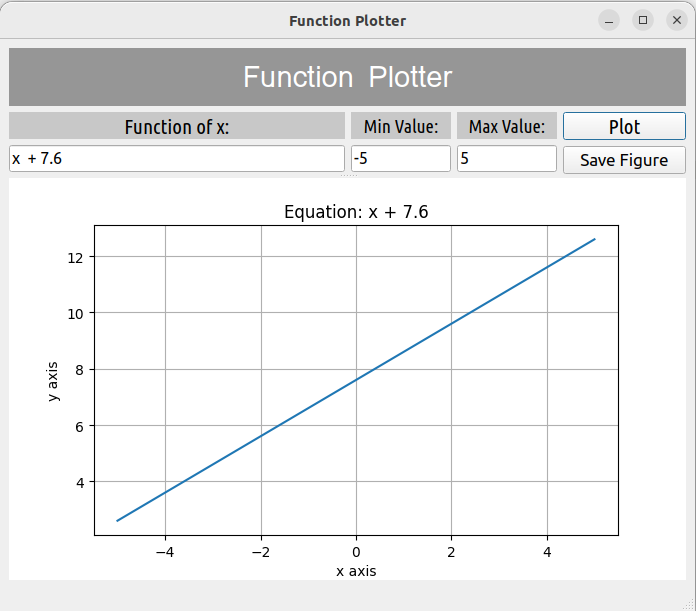 Function Plotter
Function Plotter
Function of x: Min Value: Max Value: Plot
x + 7.6 -5 5 Save Figure
Equation: x + 7.6
12
10
8
6
4
y axis
−4 −2 0 2 4
x axis